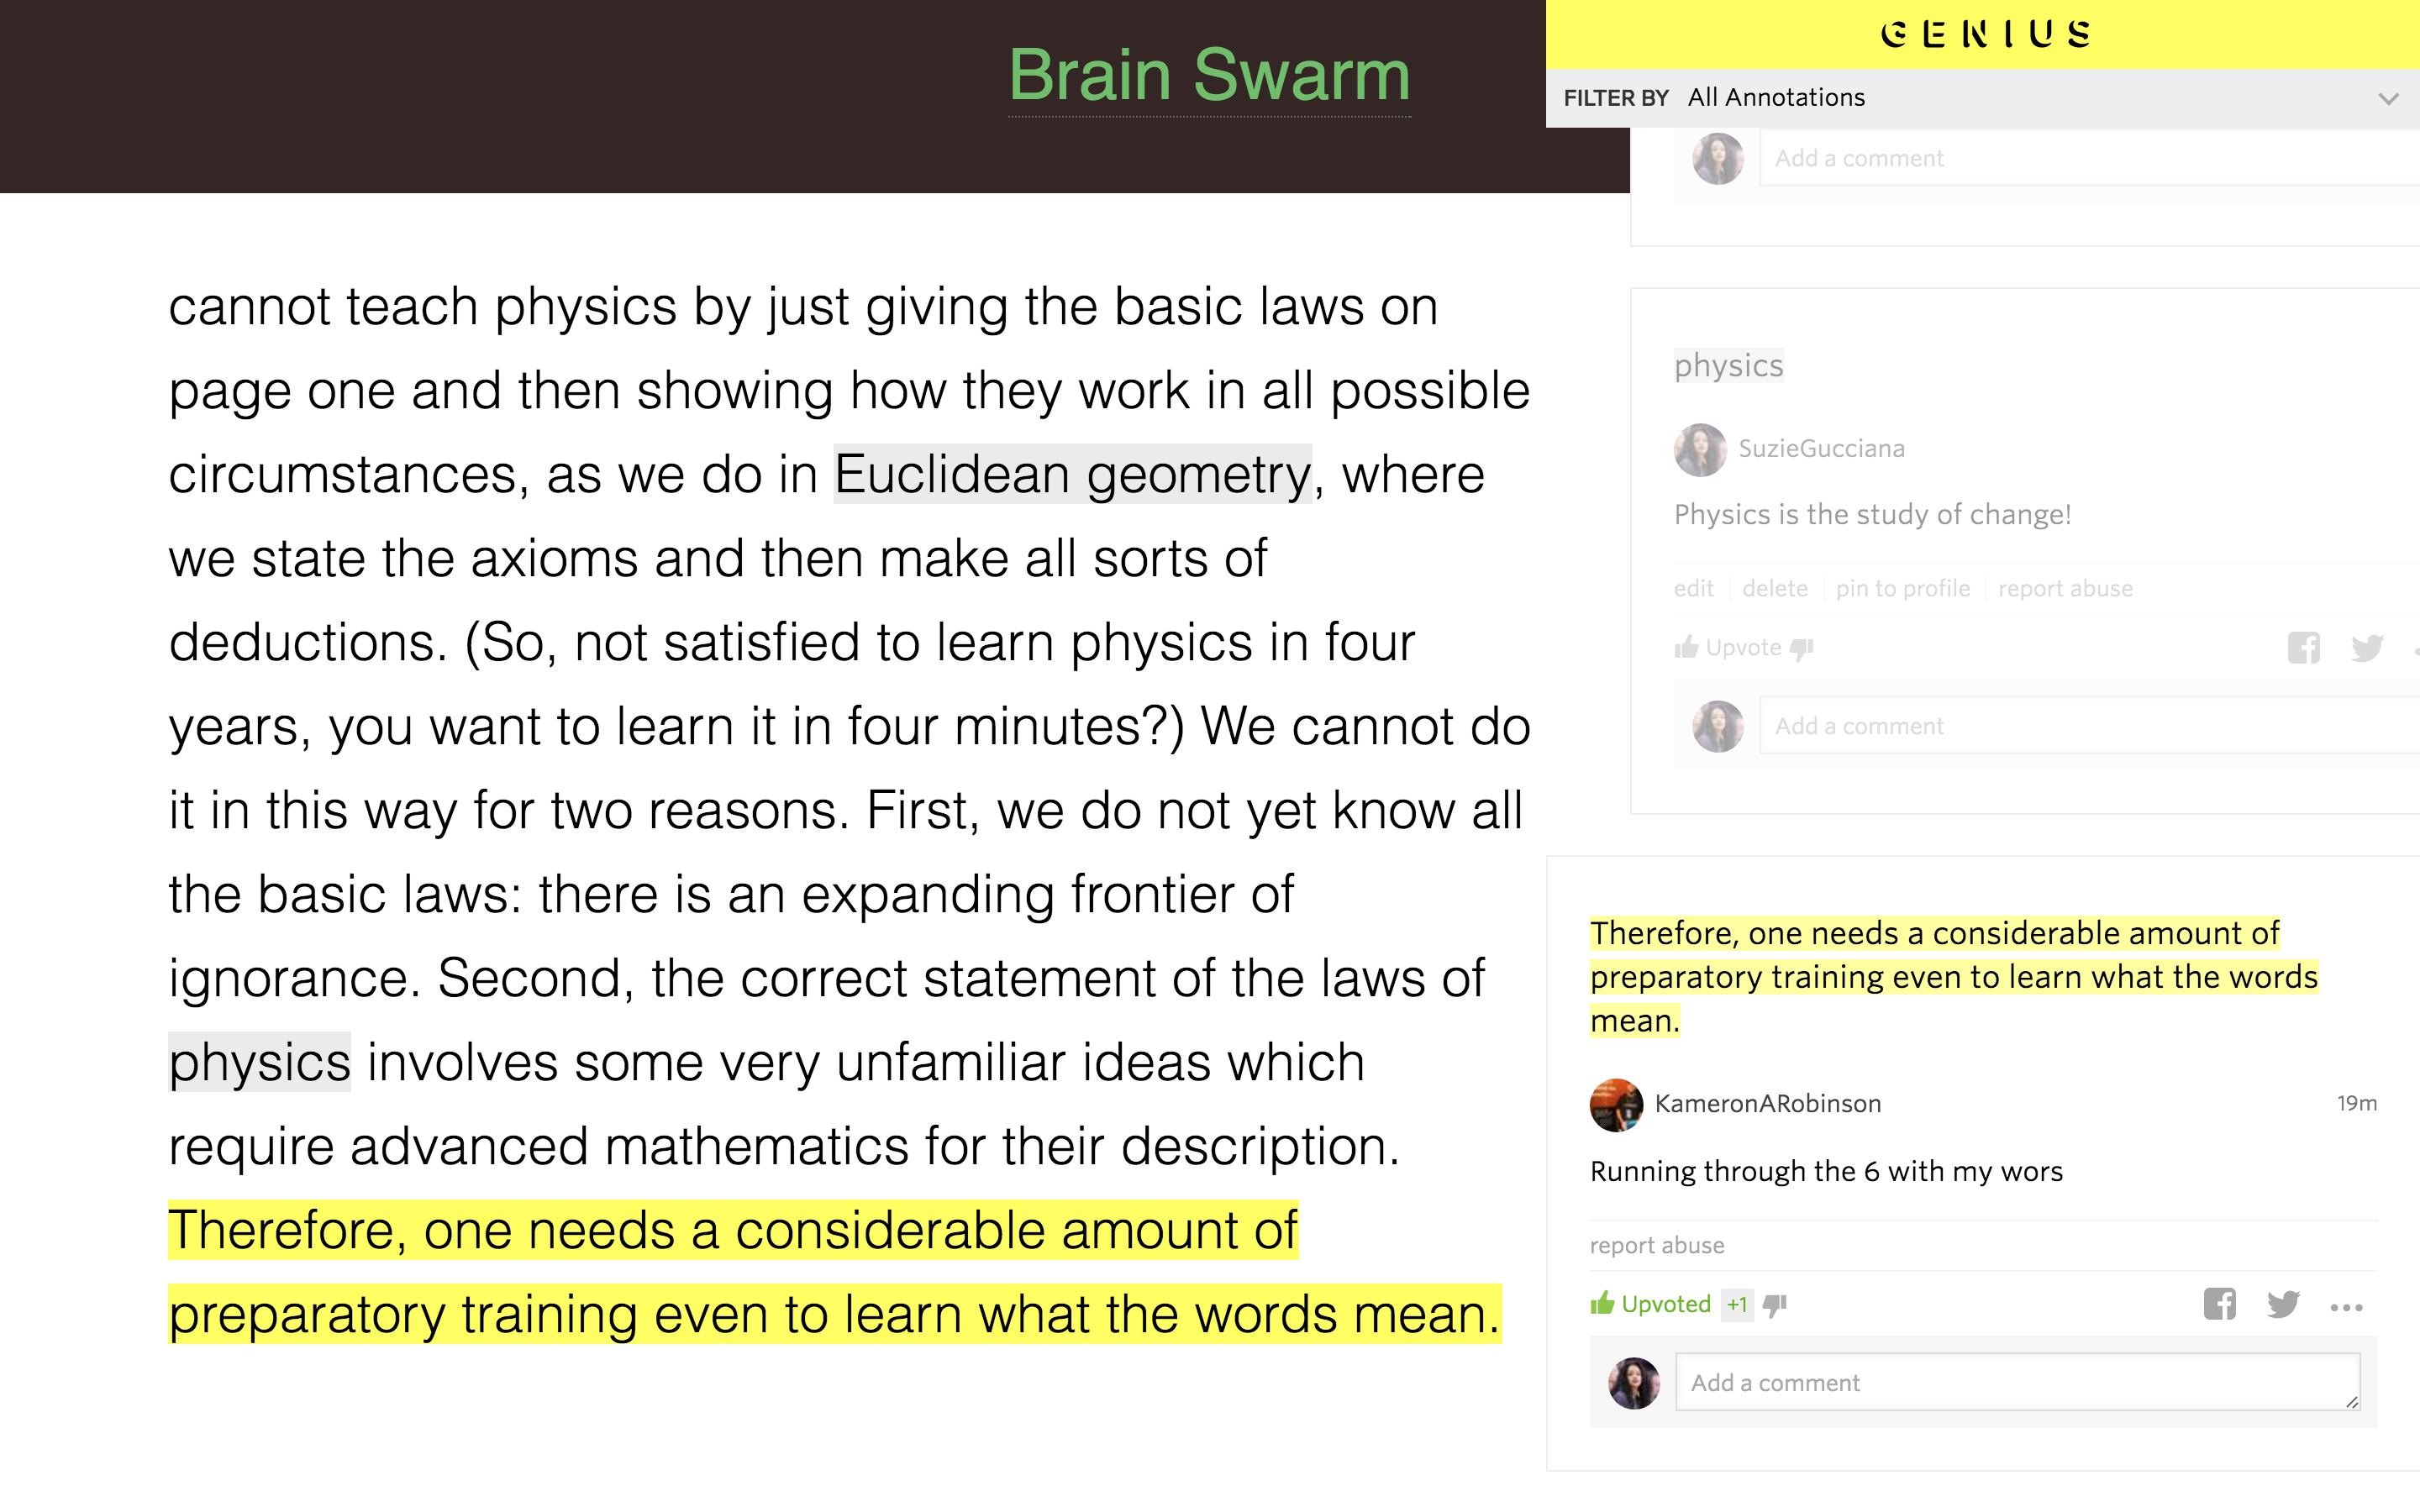 Brain Swarm
cannot teach physics by just giving the basic laws on
page one and then showing how they work in all possible
circumstances, as we do in Euclidean geometry, where
we state the axioms and then make all sorts of
deductions. (So, not satisfied to learn physics in four
years, you want to learn it in four minutes?) We cannot do
it in this way for two reasons. First, we do not yet know all
the basic laws: there is an expanding frontier of
ignorance. Second, the correct statement of the laws of
physics involves some very unfamiliar ideas which
require advanced mathematics for their description.
Therefore, one needs a considerable amount of
preparatory training even to learn what the words mean.
GENIUS
FILTER BY All Annotations
Add a comment
physics
SuzieGucciana
Physics is the study of change!
edit delete pin to profile report abuse
Upvote
Add a comment
Therefore, one needs a considerable amount of
preparatory training even to learn what the words
mean.
KameronARobinson 19m
Running through the 6 with my wors
report abuse
Upvoted +1
Add a comment